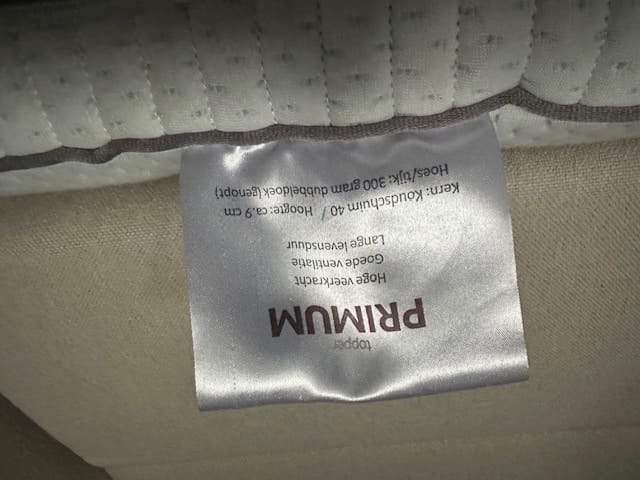 topper
PRIMUM
Hoge veerkracht
Goede ventilatie
Lange levensduur
Kern: Koudschuim 40 / Hoogte: ca. 9 cm
Hoes/tijk: 300 gram dubbeldoek (genopt)